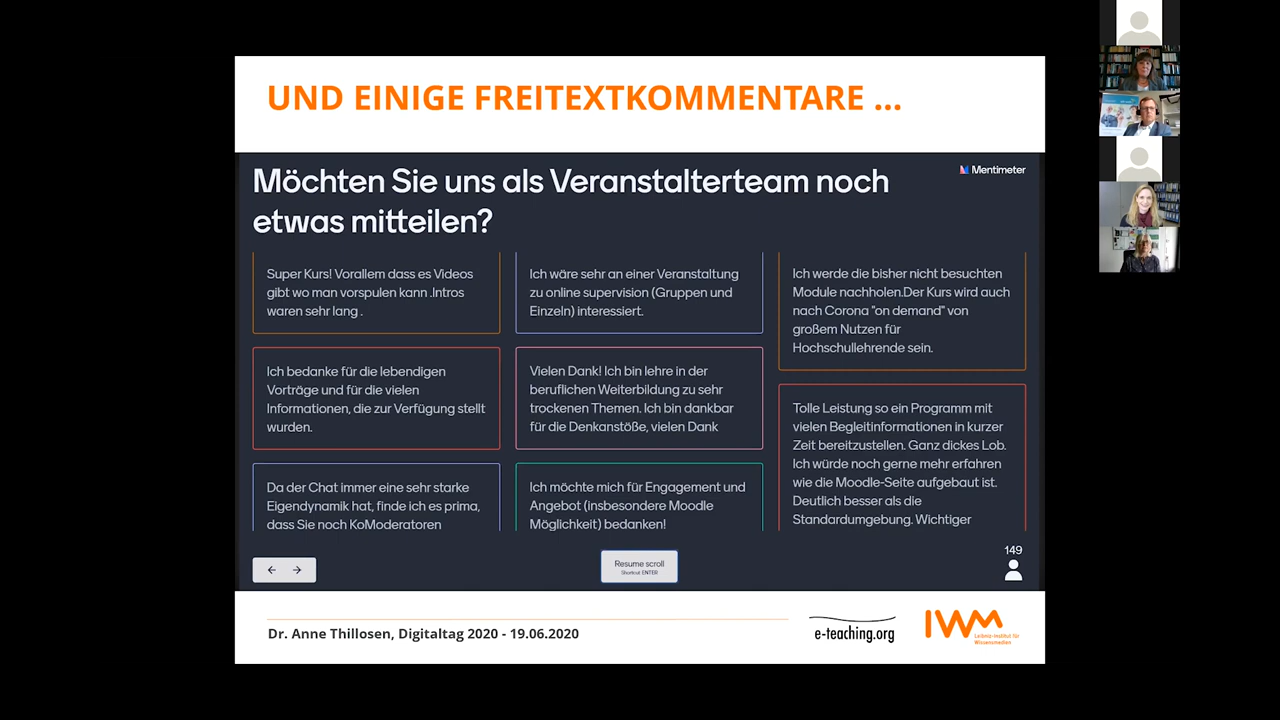 UND EINIGE FREITEXTKOMMENTARE ...
Möchten Sie uns als Veranstalterteam noch
etwas mitteilen?
Mentimeter
Super Kurs! Vorallem dass es Videos
gibt wo man vorspulen kann .Intros
waren sehr lang .
Ich bedanke für die lebendigen
Vorträge und für die vielen
Informationen, die zur Verfügung stellt
wurden.
Da der Chat immer eine sehr starke
Eigendynamik hat, finde ich es prima,
dass Sie noch KoModeratoren
Ich wäre sehr an einer Veranstaltung
zu online supervision (Gruppen und
Einzeln) interessiert.
Vielen Dank! Ich bin lehre in der
beruflichen Weiterbildung zu sehr
trockenen Themen. Ich bin dankbar
für die Denkanstöße, vielen Dank
Ich möchte mich für Engagement und
Angebot (insbesondere Moodle
Möglichkeit) bedanken!
Ich werde die bisher nicht besuchten
Module nachholen.Der Kurs wird auch
nach Corona "on demand" von
großem Nutzen für
Hochschullehrende sein.
Tolle Leistung so ein Programm mit
vielen Begleitinformationen in kurzer
Zeit bereitzustellen. Ganz dickes Lob.
Ich würde noch gerne mehr erfahren
wie die Moodle-Seite aufgebaut ist.
Deutlich besser als die
Standardumgebung. Wichtiger
Resume scroll
Shortcut ENTER
149
Dr. Anne Thillosen, Digitaltag 2020 - 19.06.2020
e-teaching.org
IWM
Leibniz-Institut für
Wissensmedien